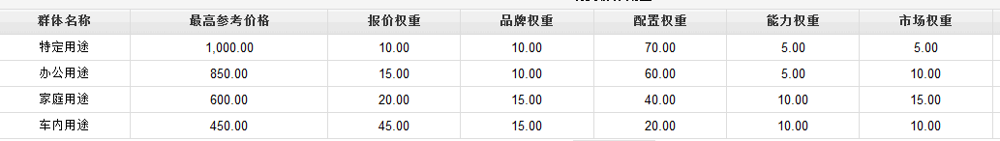 群体名称 最高参考价格 报价权重 品牌权重 配置权重 能力权重 市场权重
特定用途 1,000.00 10.00 10.00 70.00 5.00 5.00
办公用途 850.00 15.00 10.00 60.00 5.00 10.00
家庭用途 600.00 20.00 15.00 40.00 10.00 15.00
车内用途 450.00 45.00 15.00 20.00 10.00 10.00